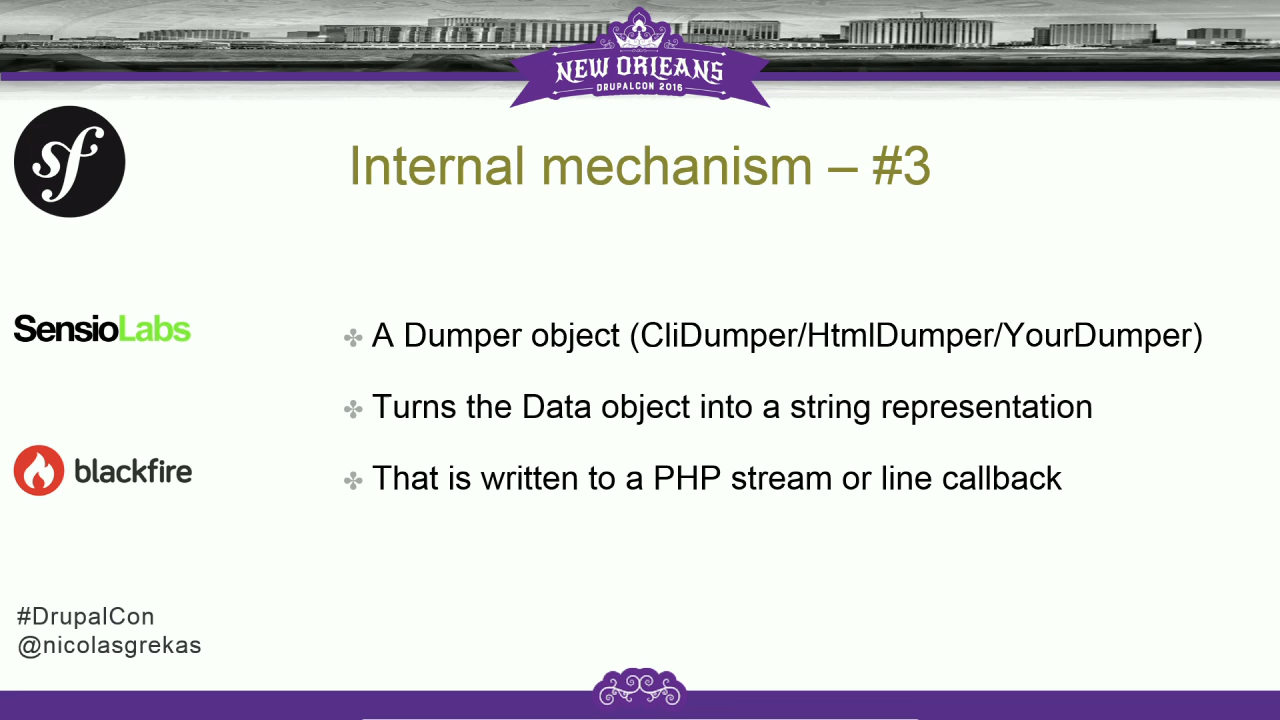 NEW ORLEANS
DRUPALCON 2016
sf
Internal mechanism – #3
SensioLabs
A Dumper object (CliDumper/HtmlDumper/YourDumper)
Turns the Data object into a string representation
blackfire
That is written to a PHP stream or line callback
#DrupalCon
@nicolasgrekas